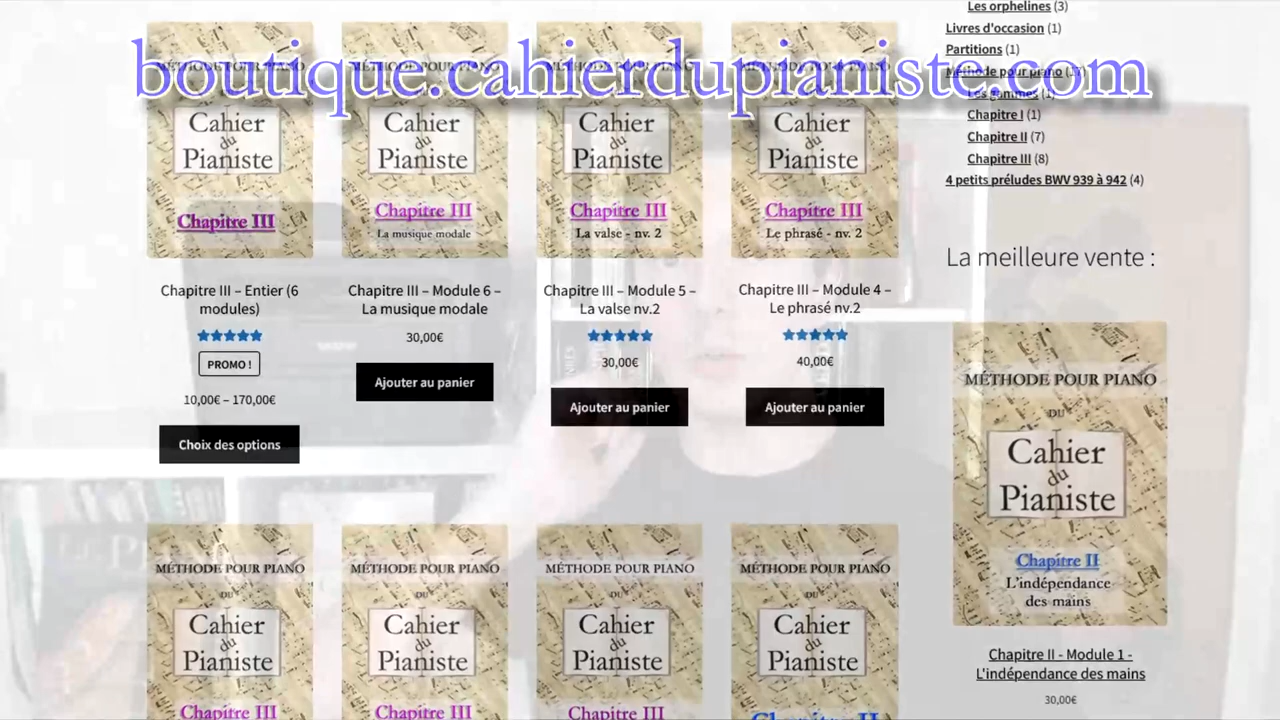 boutique.cahierdupianiste.com
Cahier
du
Pianiste
Chapitre III
Chapitre III – Entier (6
modules)
PROMO !
10,00€ – 170,00€
Choix des options
Cahier
du
Pianiste
Chapitre III
La musique modale
Chapitre III – Module 6 –
La musique modale
30,00€
Ajouter au panier
Cahier
du
Pianiste
Chapitre III
La valse - nv. 2
Chapitre III – Module 5 –
La valse nv.2
30,00€
Ajouter au panier
Cahier
du
Pianiste
Chapitre III
Le phrasé - nv. 2
Chapitre III – Module 4 –
Le phrasé nv.2
40,00€
Ajouter au panier
Les orphelines (3)
Livres d'occasion (1)
Partitions (1)
Méthode pour piano
Les gammes (1)
Chapitre I (1)
Chapitre II (7)
Chapitre III (8)
4 petits préludes BWV 939 à 942 (4)
La meilleure vente :
MÉTHODE POUR PIANO
DU
Cahier
du
Pianiste
Chapitre II
L'indépendance
des mains
Chapitre II - Module 1 -
L'indépendance des mains
30,00€
MÉTHODE POUR PIANO
DU
Cahier
du
Pianiste
Chapitre III
MÉTHODE POUR PIANO
DU
Cahier
du
Pianiste
Chapitre III
MÉTHODE POUR PIANO
DU
Cahier
du
Pianiste
Chapitre III
MÉTHODE POUR PIANO
DU
Cahier
du
Pianiste
Chapitre II